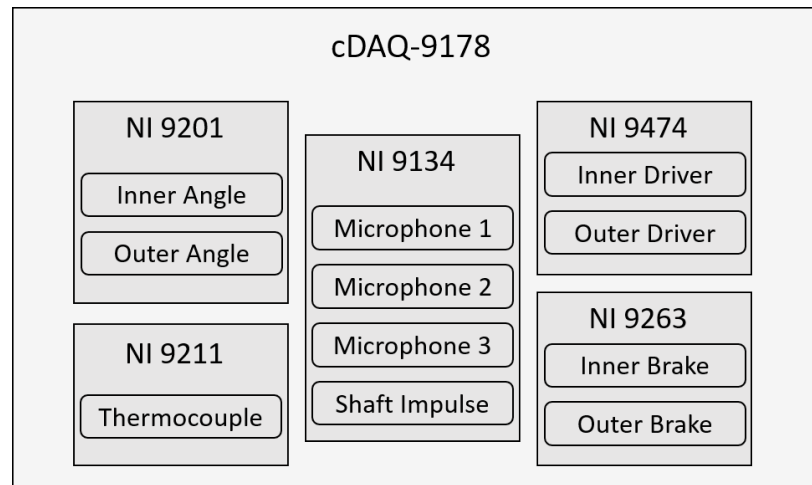 cDAQ-9178
NI 9201
Inner Angle
Outer Angle
NI 9211
Thermocouple
NI 9134
Microphone 1
Microphone 2
Microphone 3
Shaft Impulse
NI 9474
Inner Driver
Outer Driver
NI 9263
Inner Brake
Outer Brake